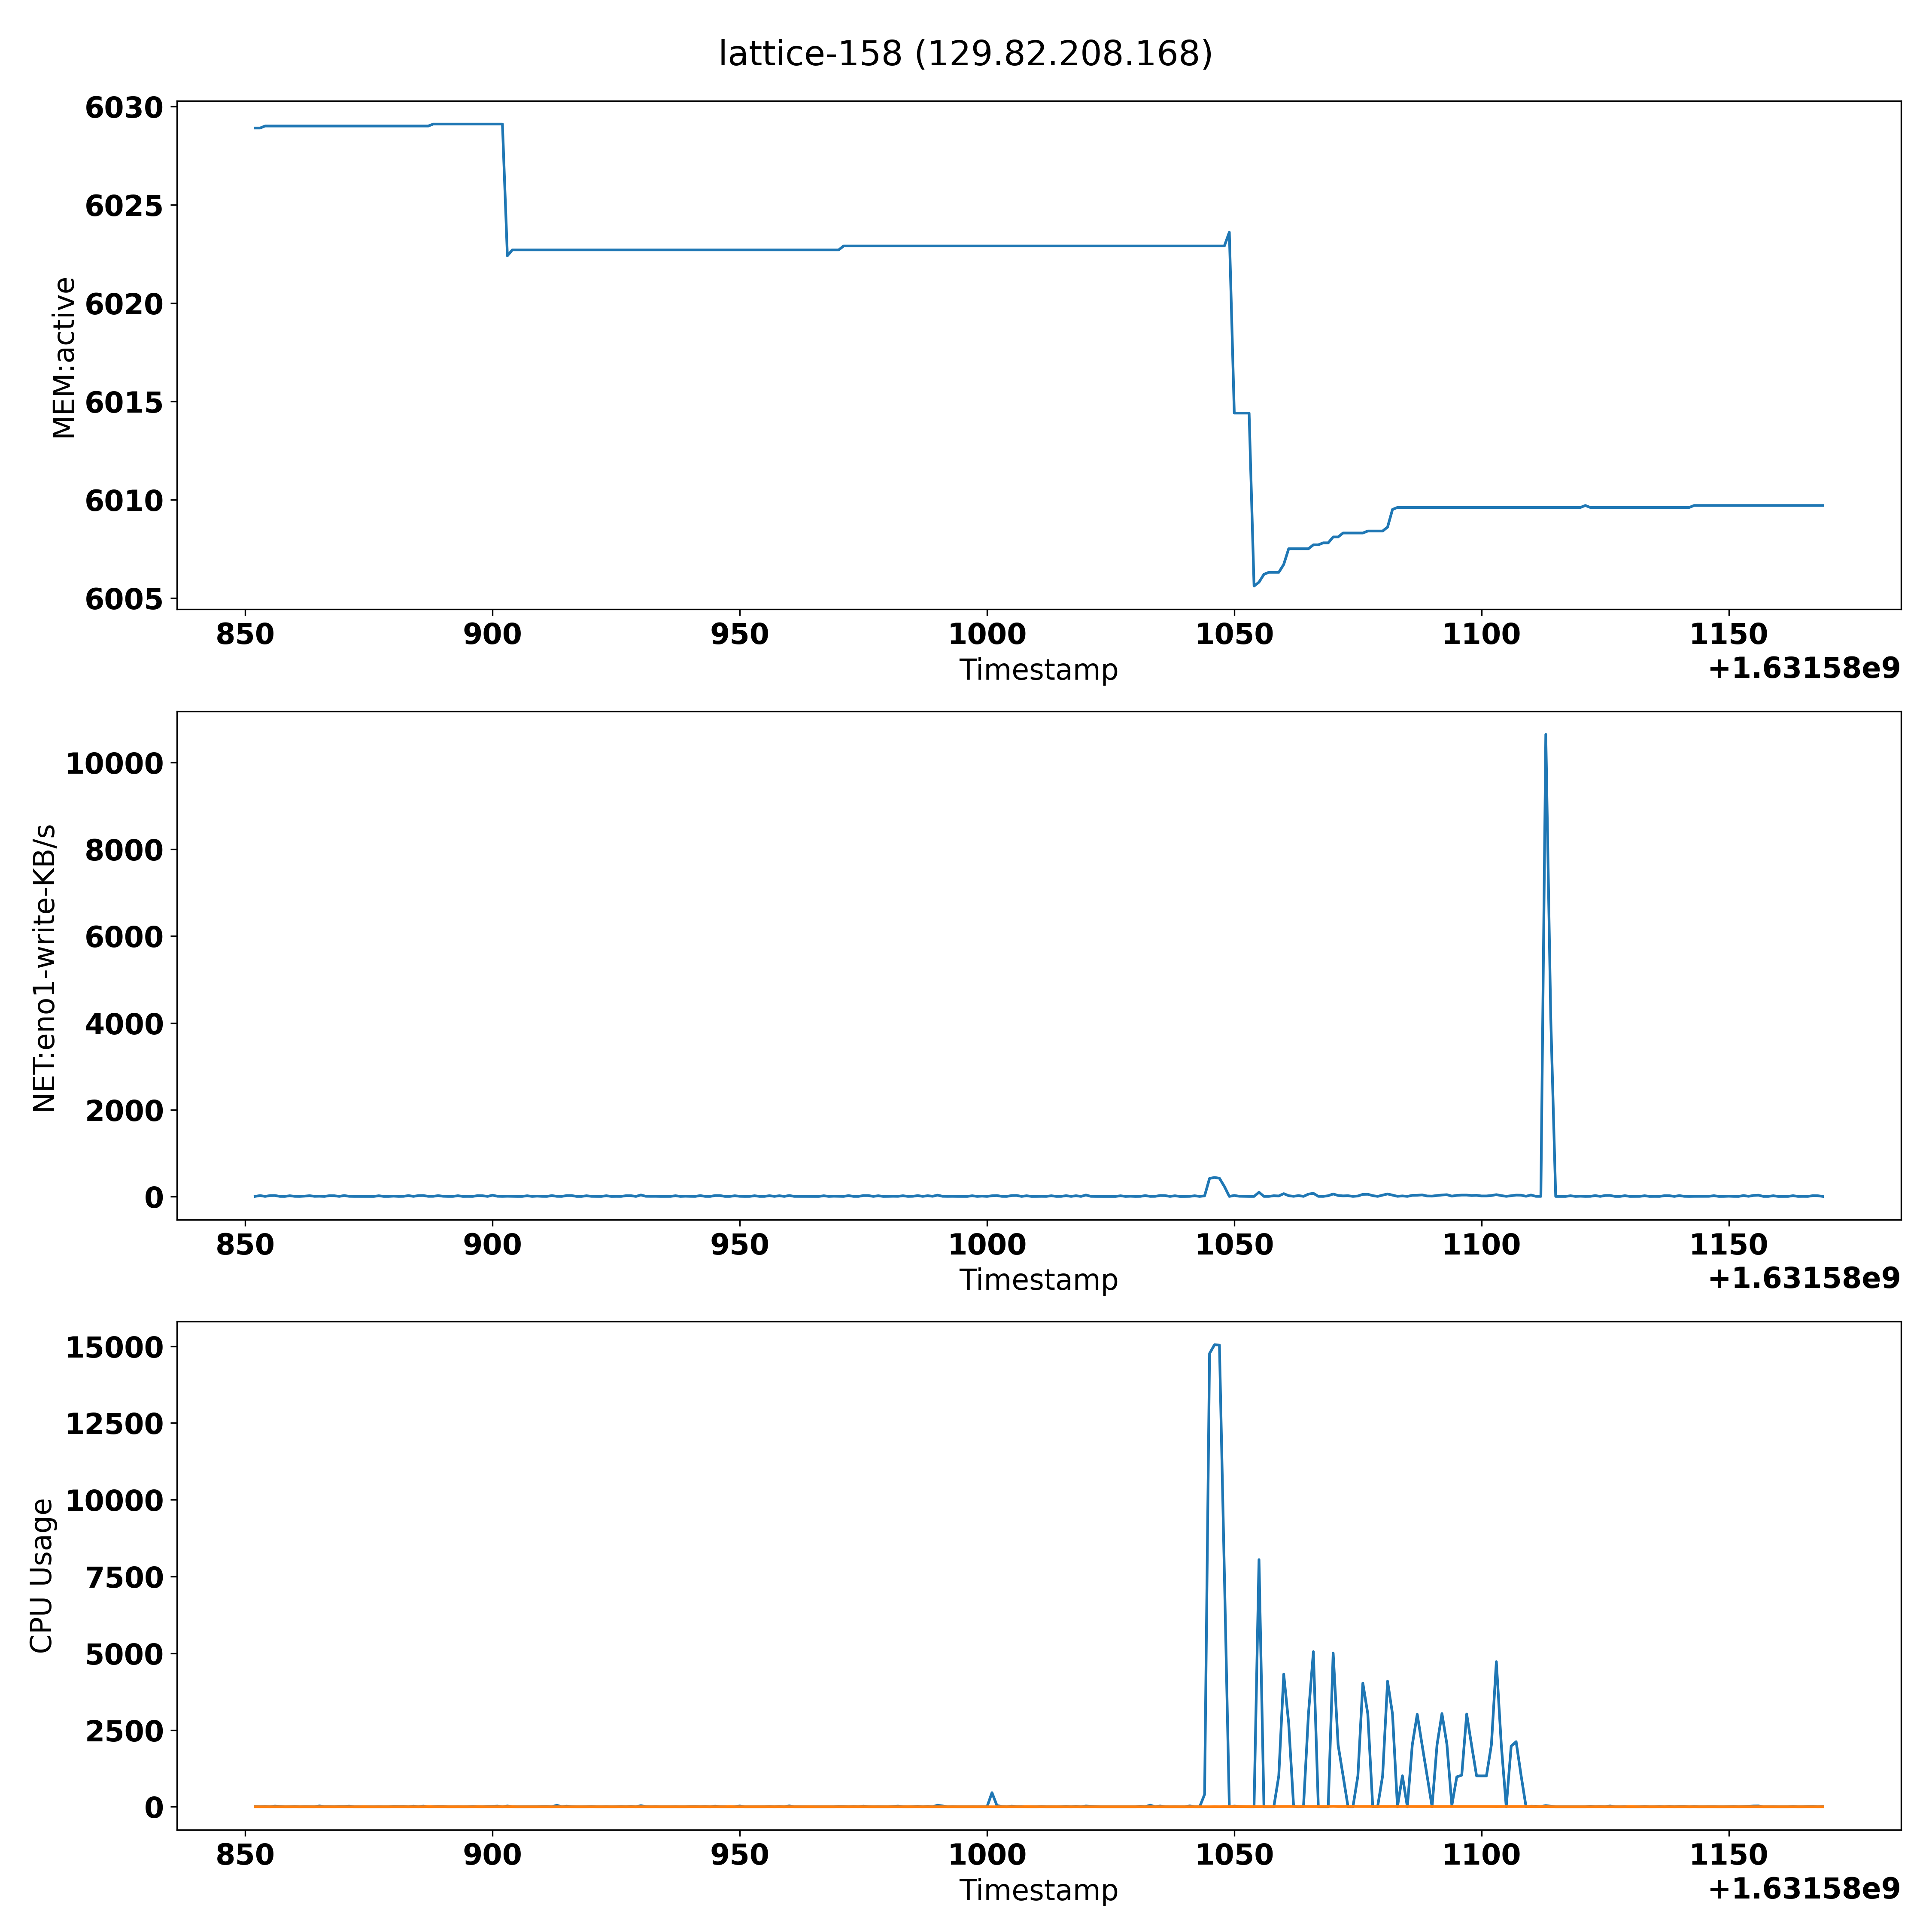 lattice-158 (129.82.208.168)
6030
6025
6020
6015
6010
6005
MEM:active
850 900 950 1000 1050 1100 1150
Timestamp
+1.63158e9
10000
8000
6000
4000
2000
0
NET:eno1-write-KB/s
850 900 950 1000 1050 1100 1150
Timestamp
+1.63158e9
15000
12500
10000
7500
5000
2500
0
CPU Usage
850 900 950 1000 1050 1100 1150
Timestamp
+1.63158e9